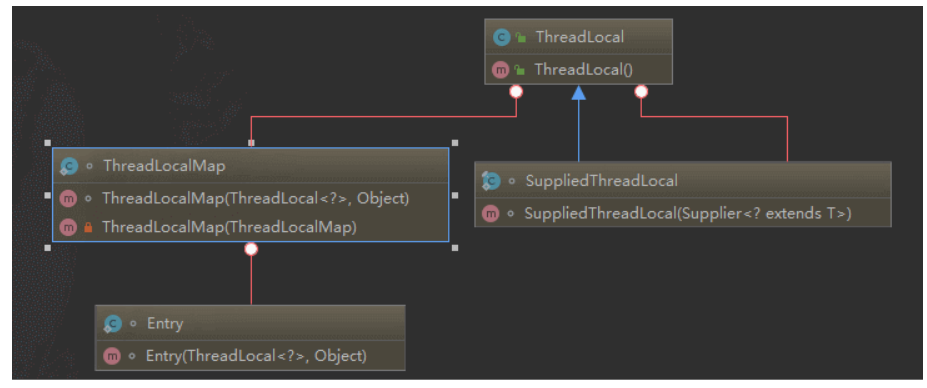 ThreadLocal
ThreadLocal()
ThreadLocalMap
ThreadLocalMap(ThreadLocal<?>, Object)
ThreadLocalMap(ThreadLocalMap)
SuppliedThreadLocal
SuppliedThreadLocal(Supplier<? extends T>)
Entry
Entry(ThreadLocal<?>, Object)